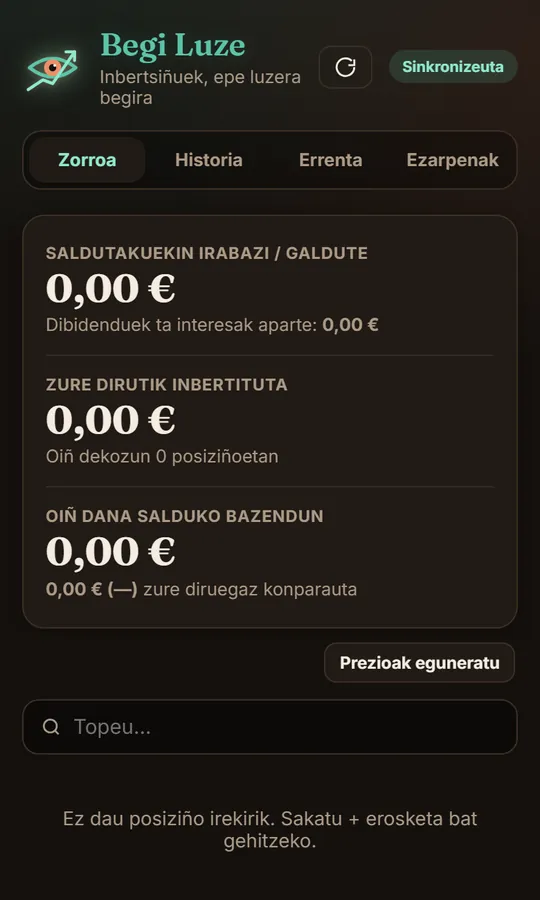 Begi Luze
Inbertsiñuek, epe luzera
begira
Sinkronizeuta
Zorroa
Historia
Errenta
Ezarpenak
SALDUTAKUEKIN IRABAZI / GALDUTE
0,00 €
Dibidenduek ta interesak aparte: 0,00 €
ZURE DIRUTIK INBERTITUTA
0,00 €
Oiñ dekozun 0 posiziñoetan
OIÑ DANA SALDUKO BAZENDUN
0,00 €
0,00 € (—) zure diruegaz konparauta
Prezioak eguneratu
Topeu...
Ez dau posiziño irekirik. Sakatu + erosketa bat
gehitzeko.